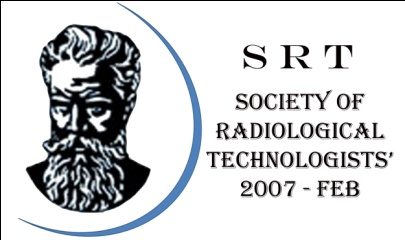 S R T
SOCIETY OF
RADIOLOGICAL
TECHNOLOGISTS'
2007 - FEB